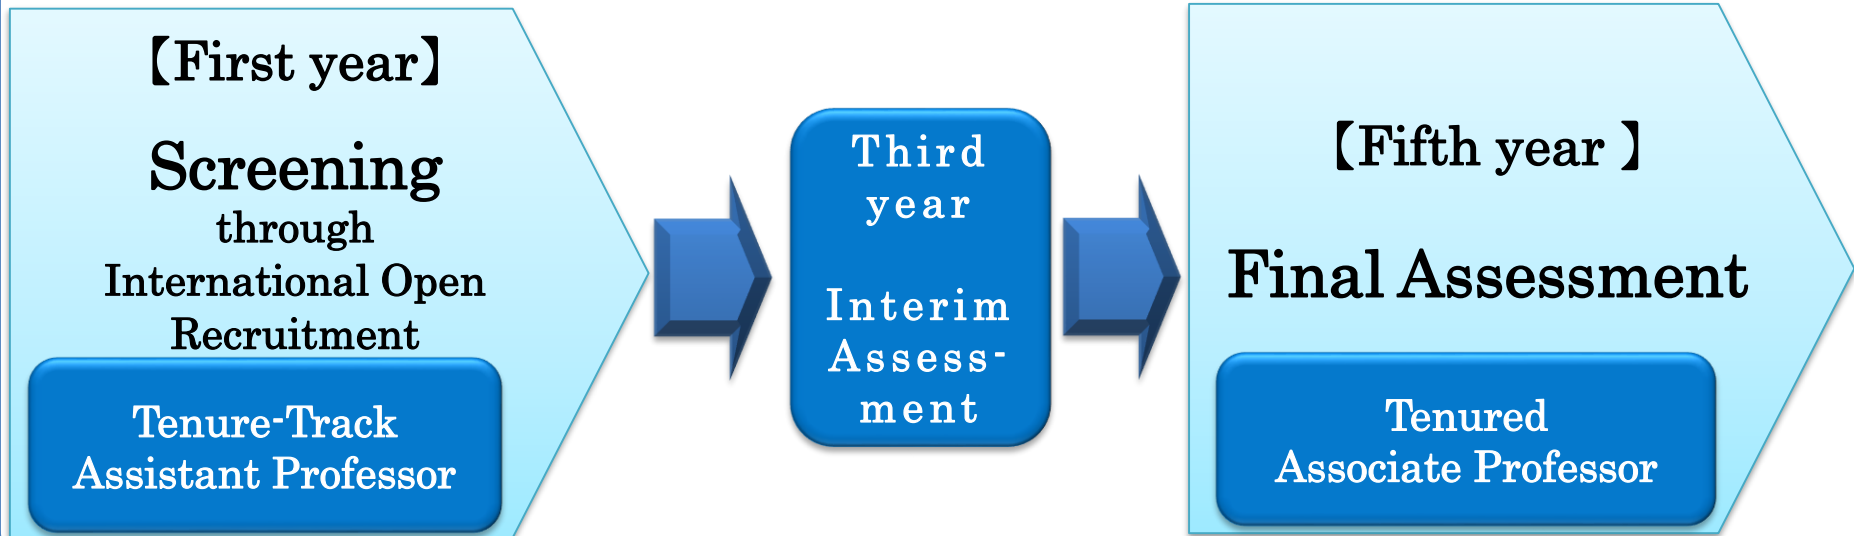 【First year】
Screening
through
International Open
Recruitment
Tenure-Track
Assistant Professor
Third
year
Interim
Assess-
ment
【Fifth year 】
Final Assessment
Tenured
Associate Professor